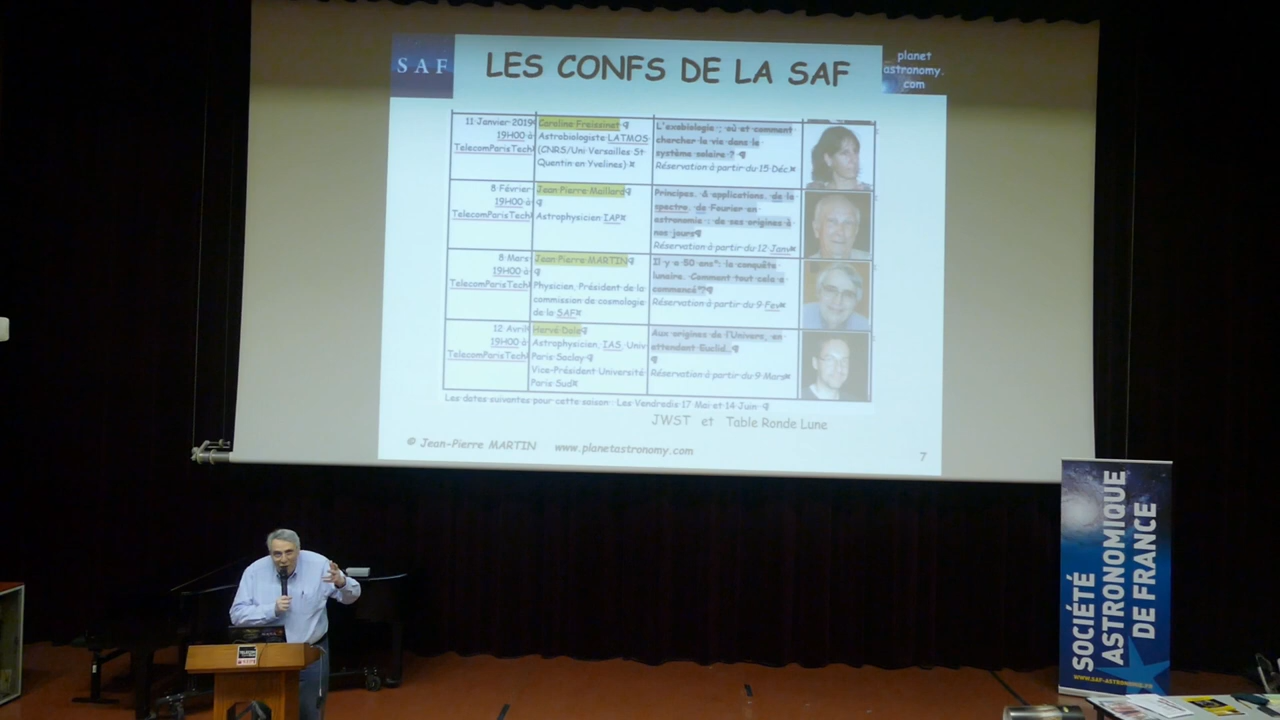 SAF
LES CONFS DE LA SAF
planet
astronomy.
com
11 Janvier 2019
19H00 à
TelecomParisTech
Caroline Freissinet
Astrobiologiste LATMOS
(CNRS/Uni Versailles St
Quentin en Yvelines)
L'exobiologie ; où et comment
chercher la vie dans le
système solaire ?
Réservation à partir du 15 Déc
8 Février
19H00 à
TelecomParisTech
Jean Pierre Maillard
Astrophysicien IAP
Principes. & applications. de la
spectre. de Fourier en
astronomie : de ses origines à
nos jours
Réservation à partir du 12 Janv
8 Mars
19H00 à
TelecomParisTech
Jean Pierre MARTIN
Physicien, Président de la
commission de cosmologie
de la SAF
Il y a 50 ans : la conquête
lunaire. Comment tout cela a
commencé ?
Réservation à partir du 9 Fev
12 Avril
19H00 à
TelecomParisTech
Hervé Dole
Astrophysicien, IAS, Univ
Paris Saclay
Vice-Président Université
Paris Sud
Aux origines de l'Univers, en
attendant Euclid..
Réservation à partir du 9 Mars
Les dates suivantes pour cette saison : Les Vendredis 17 Mai et 14 Juin
JWST et Table Ronde Lune
© Jean-Pierre MARTIN www.planetastronomy.com
7
SOCIÉTÉ
ASTRONOMIQUE
DE FRANCE
WWW.SAF-ASTRONOMIE.FR
TELECOM